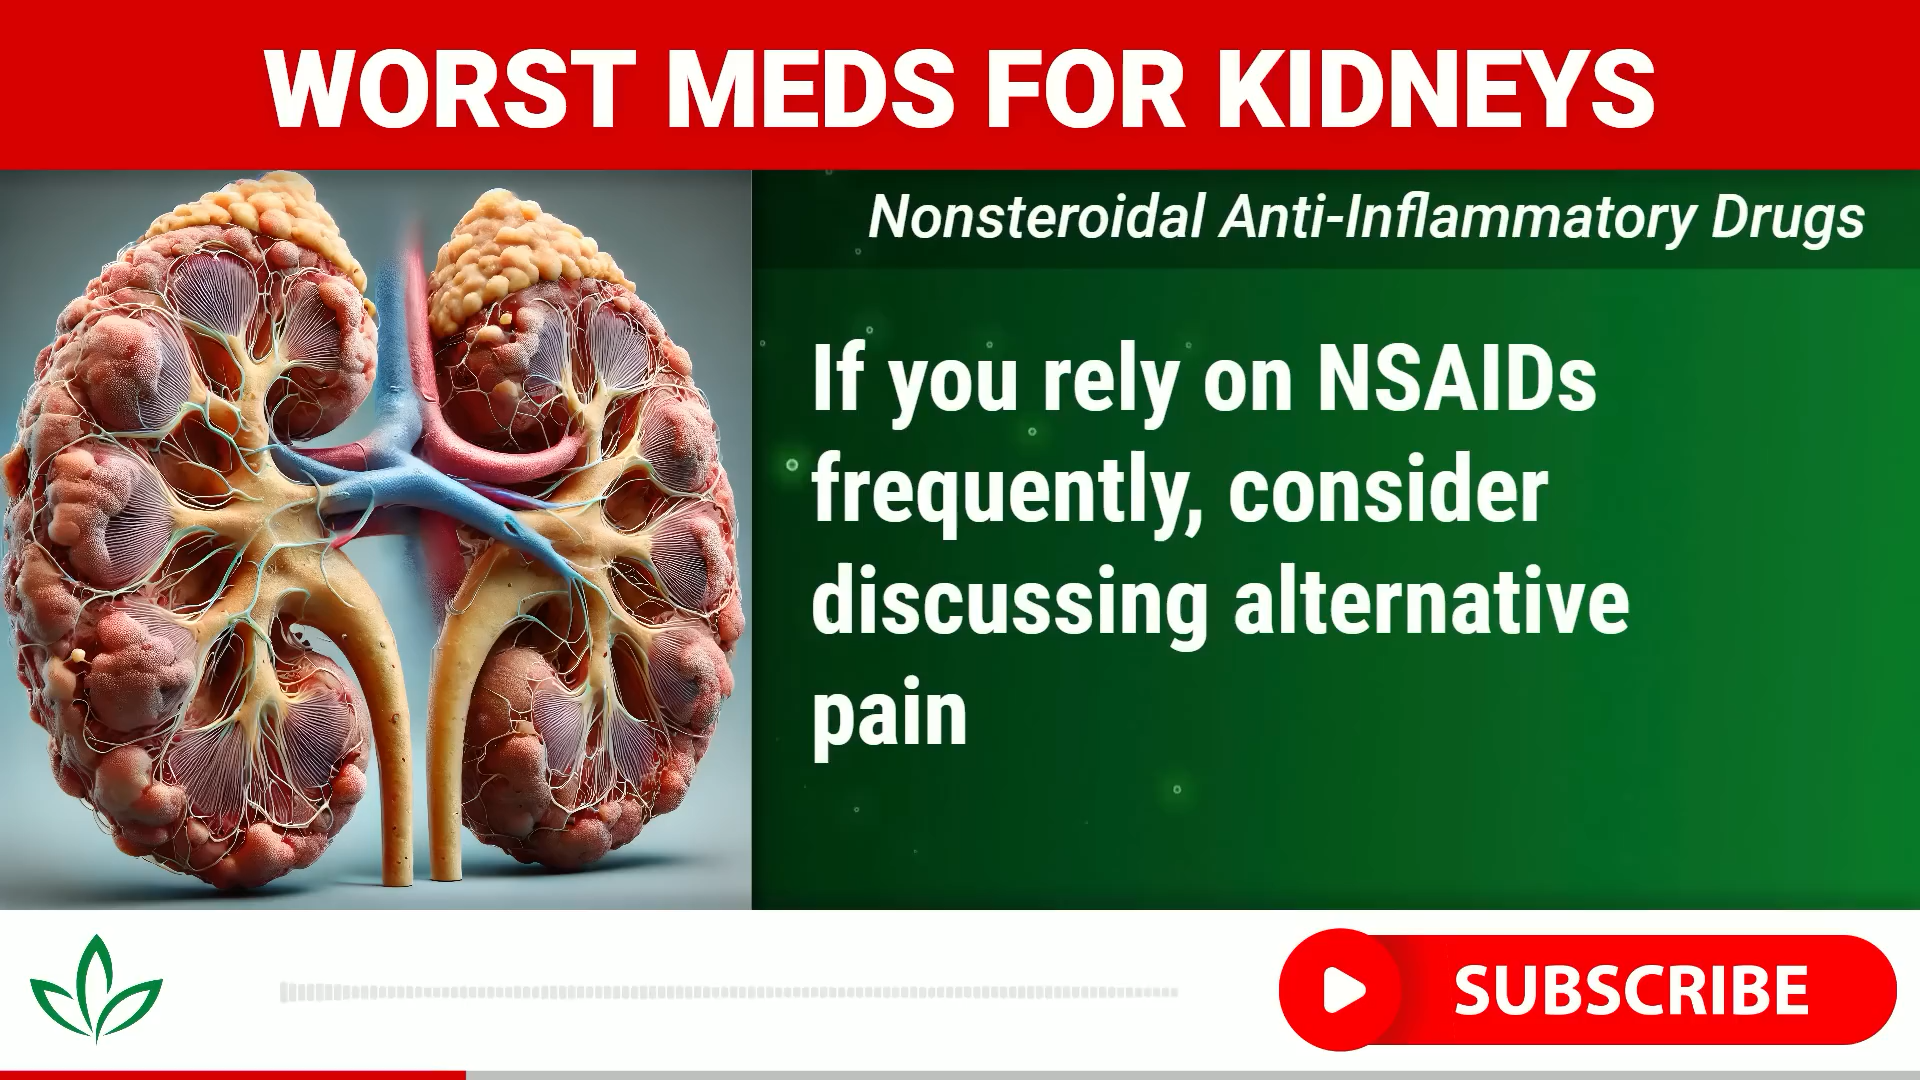 WORST MEDS FOR KIDNEYS
Nonsteroidal Anti-Inflammatory Drugs
If you rely on NSAIDs
frequently, consider
discussing alternative
pain
SUBSCRIBE